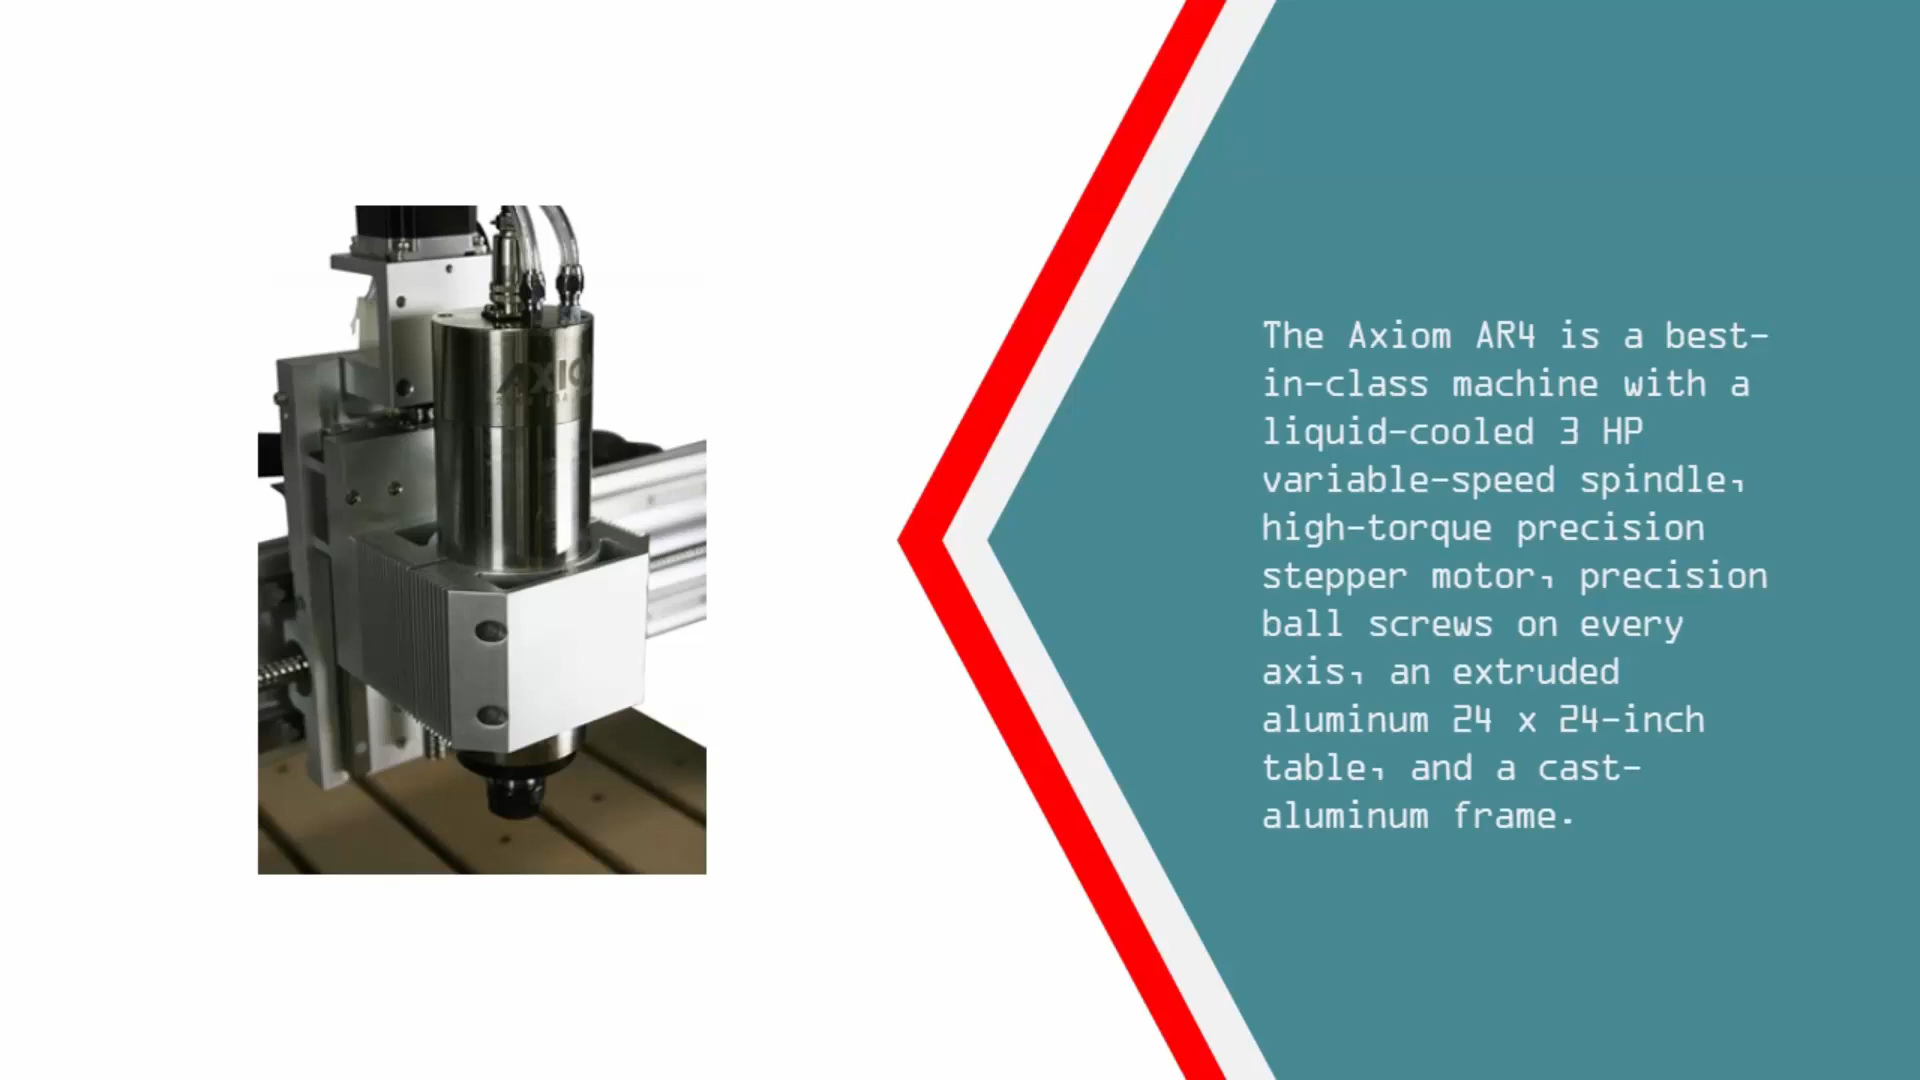 The Axiom AR4 is a best-
in-class machine with a
liquid-cooled 3 HP
variable-speed spindle,
high-torque precision
stepper motor, precision
ball screws on every
axis, an extruded
aluminum 24 x 24-inch
table, and a cast-
aluminum frame.